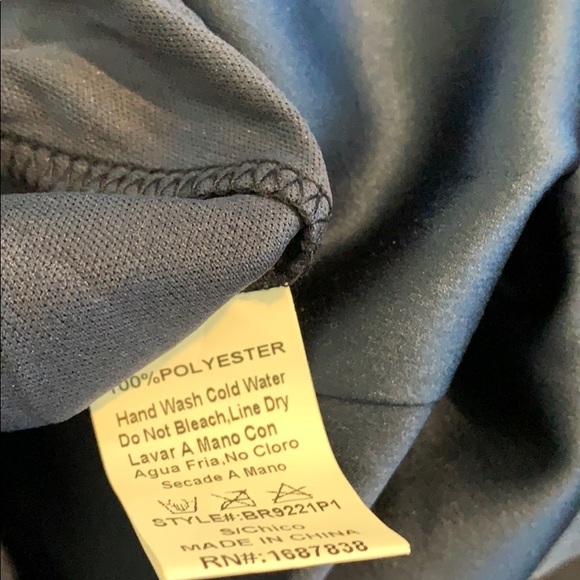 100%POLYESTER
Hand Wash Cold Water
Do Not Bleach,Line Dry
Lavar A Mano Con
Agua Fria,No Cloro
Secade A Mano
STYLE#:BR9221P1
S/Chico
MADE IN CHINA
RN#:1687838